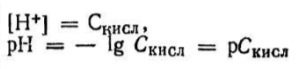 [H⁺] = Cкисл,
pH = — lg Cкисл = pCкисл